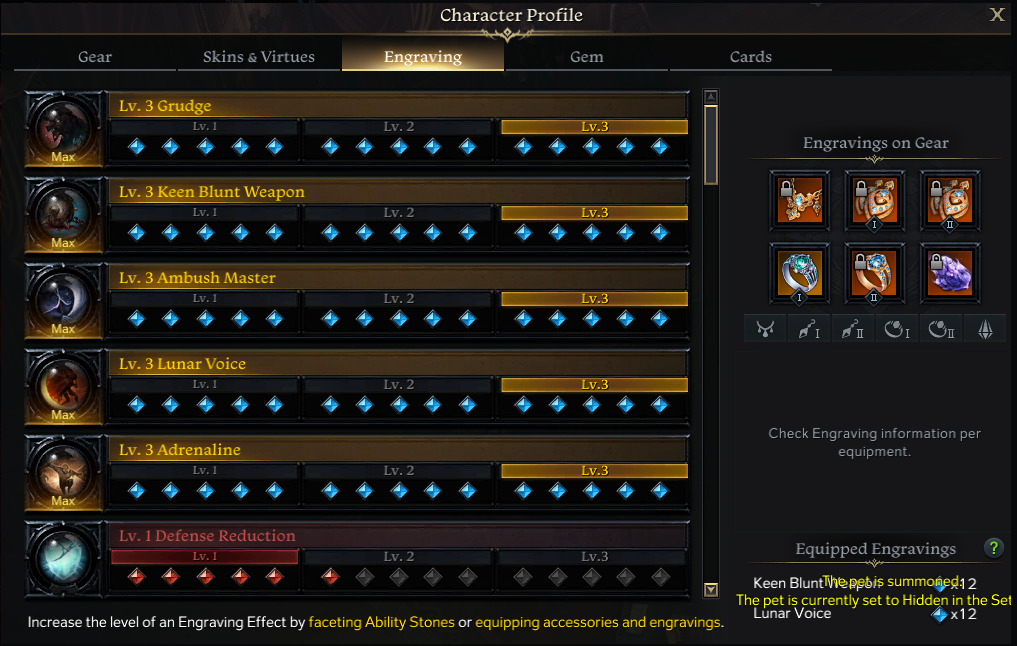 Character Profile
X
Gear
Skins & Virtues
Engraving
Gem
Cards
Lv. 3 Grudge
Lv. 1
Lv. 2
Lv.3
Max
Lv. 3 Keen Blunt Weapon
Lv. 1
Lv. 2
Lv.3
Max
Lv. 3 Ambush Master
Lv. 1
Lv. 2
Lv.3
Max
Lv. 3 Lunar Voice
Lv. 1
Lv. 2
Lv.3
Max
Lv. 3 Adrenaline
Lv. 1
Lv. 2
Lv.3
Max
Lv. 1 Defense Reduction
Lv. 1
Lv. 2
Lv.3
Increase the level of an Engraving Effect by faceting Ability Stones or equipping accessories and engravings.
Engravings on Gear
I
II
I
II
I
II
I
II
Check Engraving information per
equipment.
Equipped Engravings
?
Keen Blunt Weapon
x12
The pet is summoned.
The pet is currently set to Hidden in the Set
Lunar Voice
x12